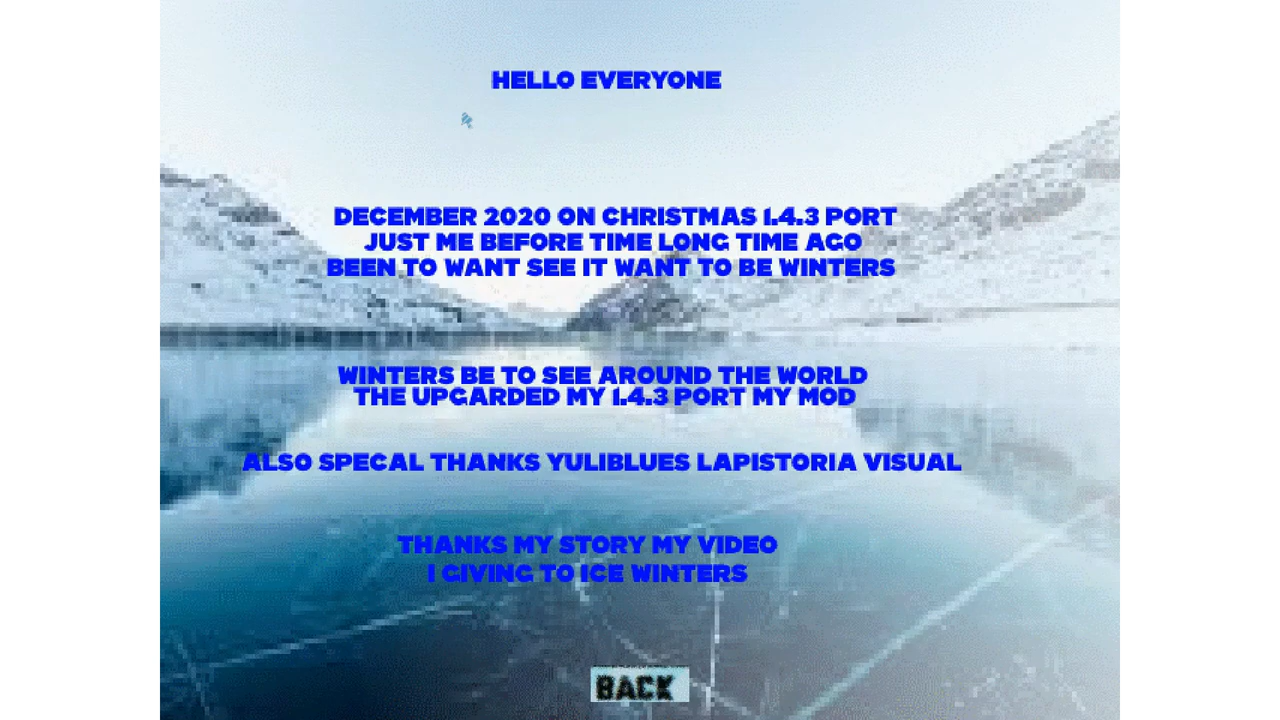 HELLO EVERYONE
DECEMBER 2020 ON CHRISTMAS 1.4.3 PORT
JUST ME BEFORE TIME LONG TIME AGO
BEEN TO WANT SEE IT WANT TO BE WINTERS
WINTERS BE TO SEE AROUND THE WORLD
THE UPGARDED MY 1.4.3 PORT MY MOD
ALSO SPECAL THANKS YULIBLUES LAPISTORIA VISUAL
THANKS MY STORY MY VIDEO
I GIVING TO ICE WINTERS
BACK